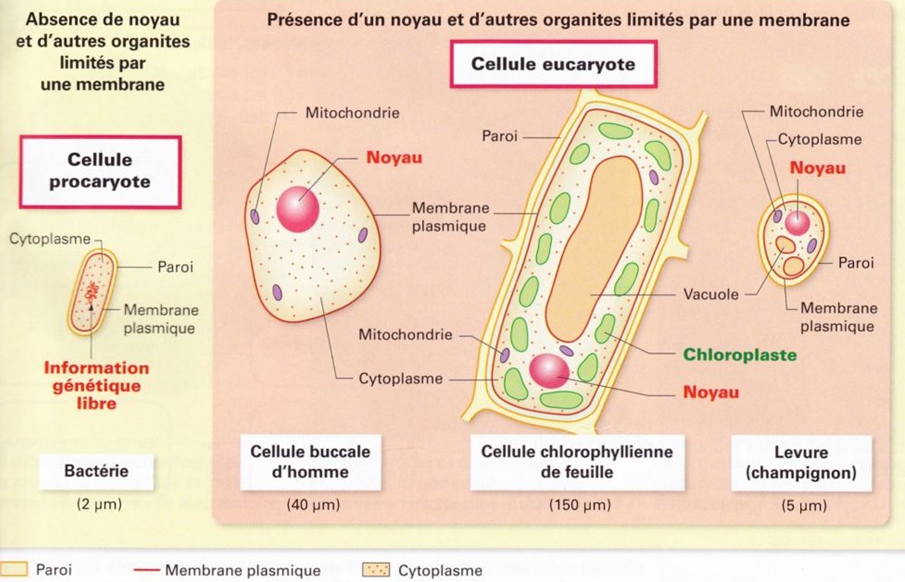 Absence de noyau
et d'autres organites
limités par
une membrane
Cellule
procaryote
Cytoplasme
Paroi
Membrane
plasmique
Information
génétique
libre
Bactérie
(2 µm)
Présence d'un noyau et d'autres organites limités par une membrane
Cellule eucaryote
Mitochondrie
Noyau
Membrane
plasmique
Mitochondrie
Cytoplasme
Paroi
Vacuole
Chloroplaste
Noyau
Mitochondrie
Cytoplasme
Noyau
Paroi
Membrane
plasmique
Cellule buccale
d'homme
(40 µm)
Cellule chlorophyllienne
de feuille
(150 µm)
Levure
(champignon)
(5 µm)
Paroi
Membrane plasmique
Cytoplasme